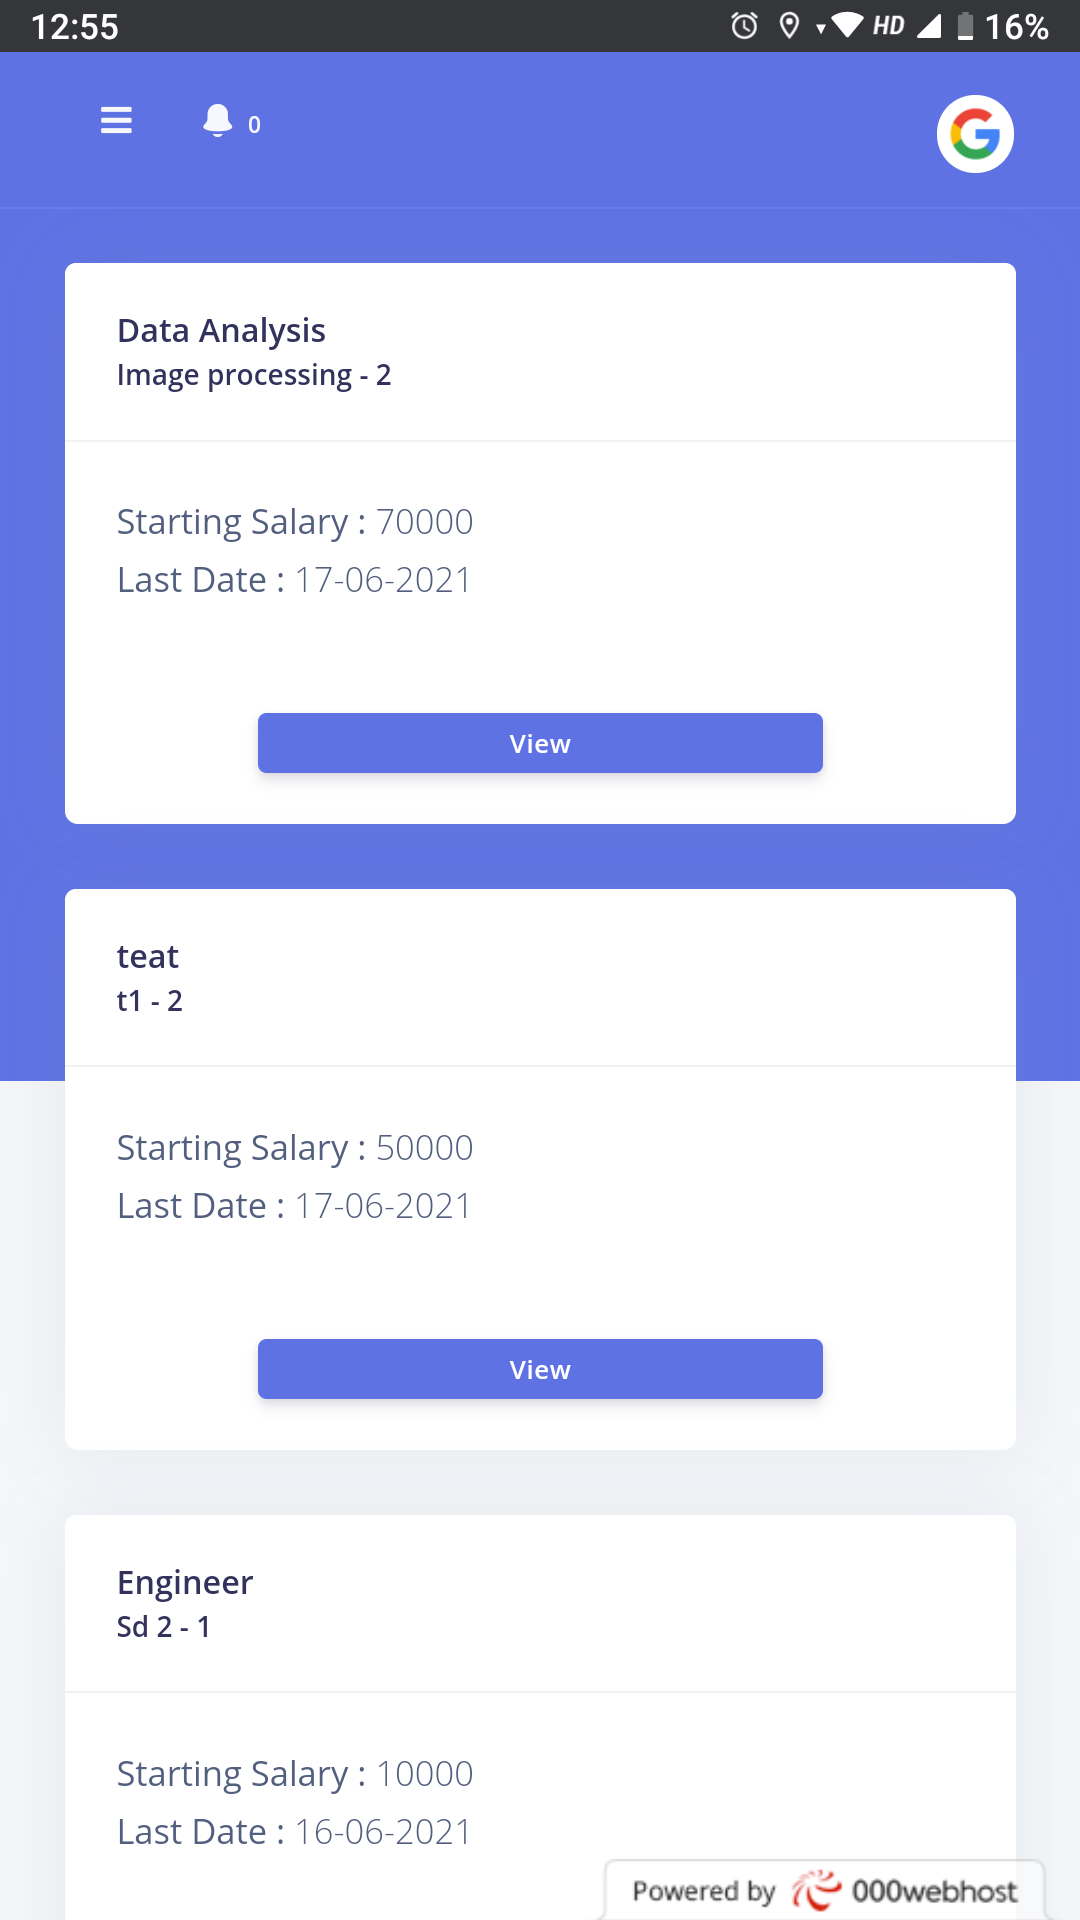 12:55 HD 16%
0
Data Analysis
Image processing - 2
Starting Salary : 70000
Last Date : 17-06-2021
View
teat
t1 - 2
Starting Salary : 50000
Last Date : 17-06-2021
View
Engineer
Sd 2 - 1
Starting Salary : 10000
Last Date : 16-06-2021
Powered by 000webhost